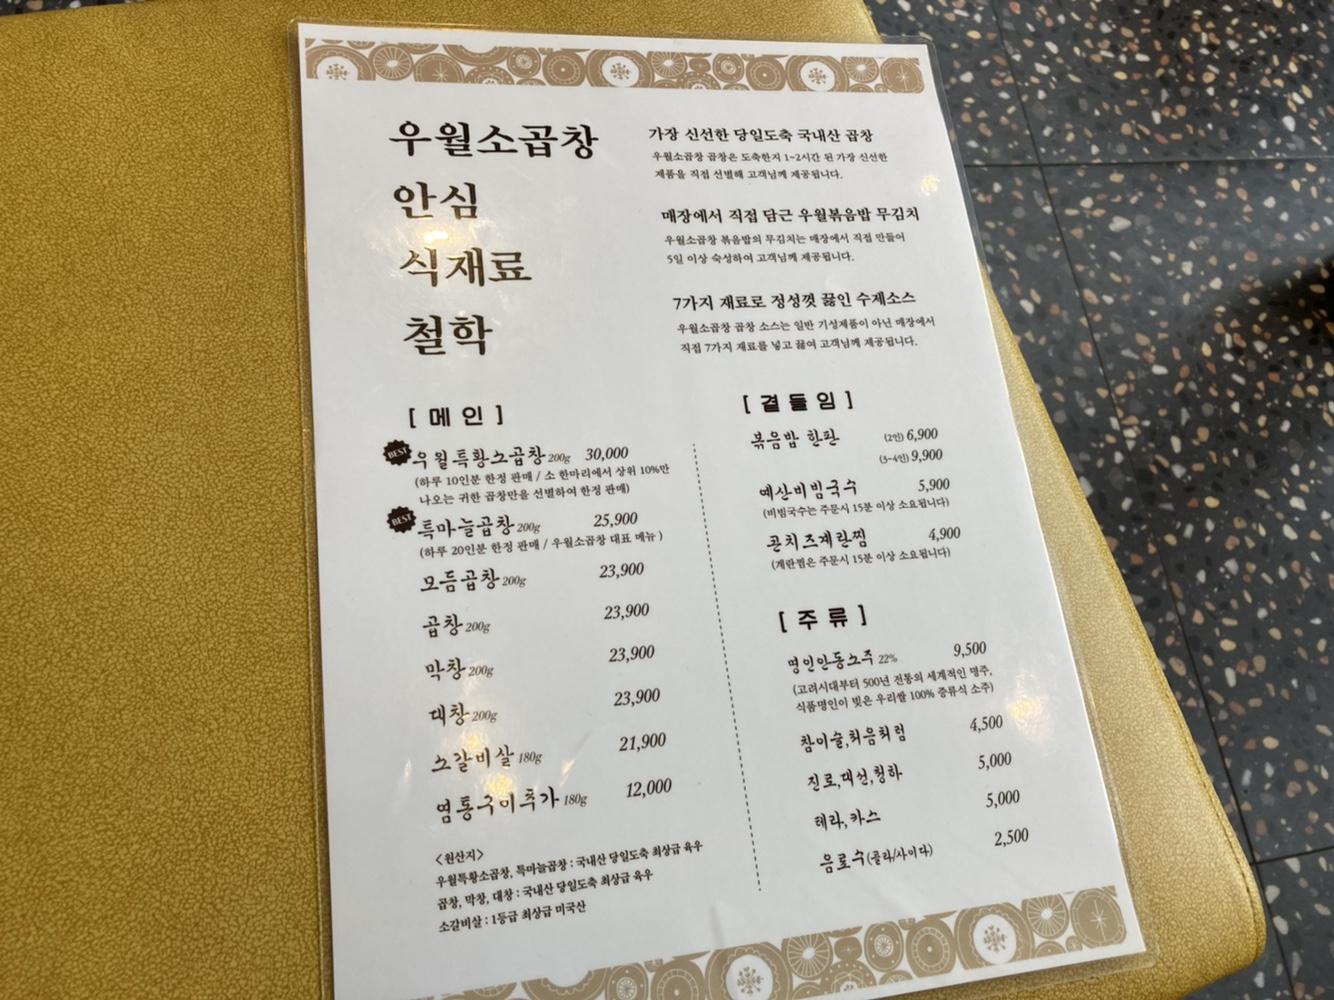 우월소곱창
안심
식재료
철학
가장 신선한 당일도축 국내산 곱창
우월소곱창 곱창은 도축한지 1~2시간 된 가장 신선한
제품을 직접 선별해 고객님께 제공됩니다.
매장에서 직접 담근 우월볶음밥 무김치
우월소곱창 볶음밥의 무김치는 매장에서 직접 만들어
5일 이상 숙성하여 고객님께 제공됩니다.
7가지 재료로 정성껏 끓인 수제소스
우월소곱창 곱창 소스는 일반 기성제품이 아닌 매장에서
직접 7가지 재료를 넣고 끓여 고객님께 제공됩니다.
[ 메인 ]
BEST 우월특황소곱창 200g 30,000
(하루 10인분 한정 판매 / 소 한마리에서 상위 10%만
나오는 귀한 곱창만을 선별하여 한정 판매)
BEST 특마늘곱창 200g 25,900
(하루 20인분 한정 판매 / 우월소곱창 대표 메뉴 )
모듬곱창 200g 23,900
곱창 200g 23,900
막창 200g 23,900
대창 200g 23,900
소갈비살 180g 21,900
염통구이추가 180g 12,000
<원산지>
우월특황소곱창, 특마늘곱창 : 국내산 당일도축 최상급 육우
곱창, 막창, 대창 : 국내산 당일도축 최상급 육우
소갈비살 : 1등급 최상급 미국산
[ 곁들임 ]
볶음밥 한판 (2인) 6,900
(3~4인) 9,900
예산비빔국수 5,900
(비빔국수는 주문시 15분 이상 소요됩니다)
콘치즈계란찜 4,900
(계란찜은 주문시 15분 이상 소요됩니다)
[ 주류 ]
명인안동소주 22% 9,500
(고려시대부터 500년 전통의 세계적인 명주,
식품명인이 빚은 우리쌀 100% 증류식 소주)
참이슬,처음처럼 4,500
진로,대선,청하 5,000
테라,카스 5,000
음료수(콜라/사이다) 2,500